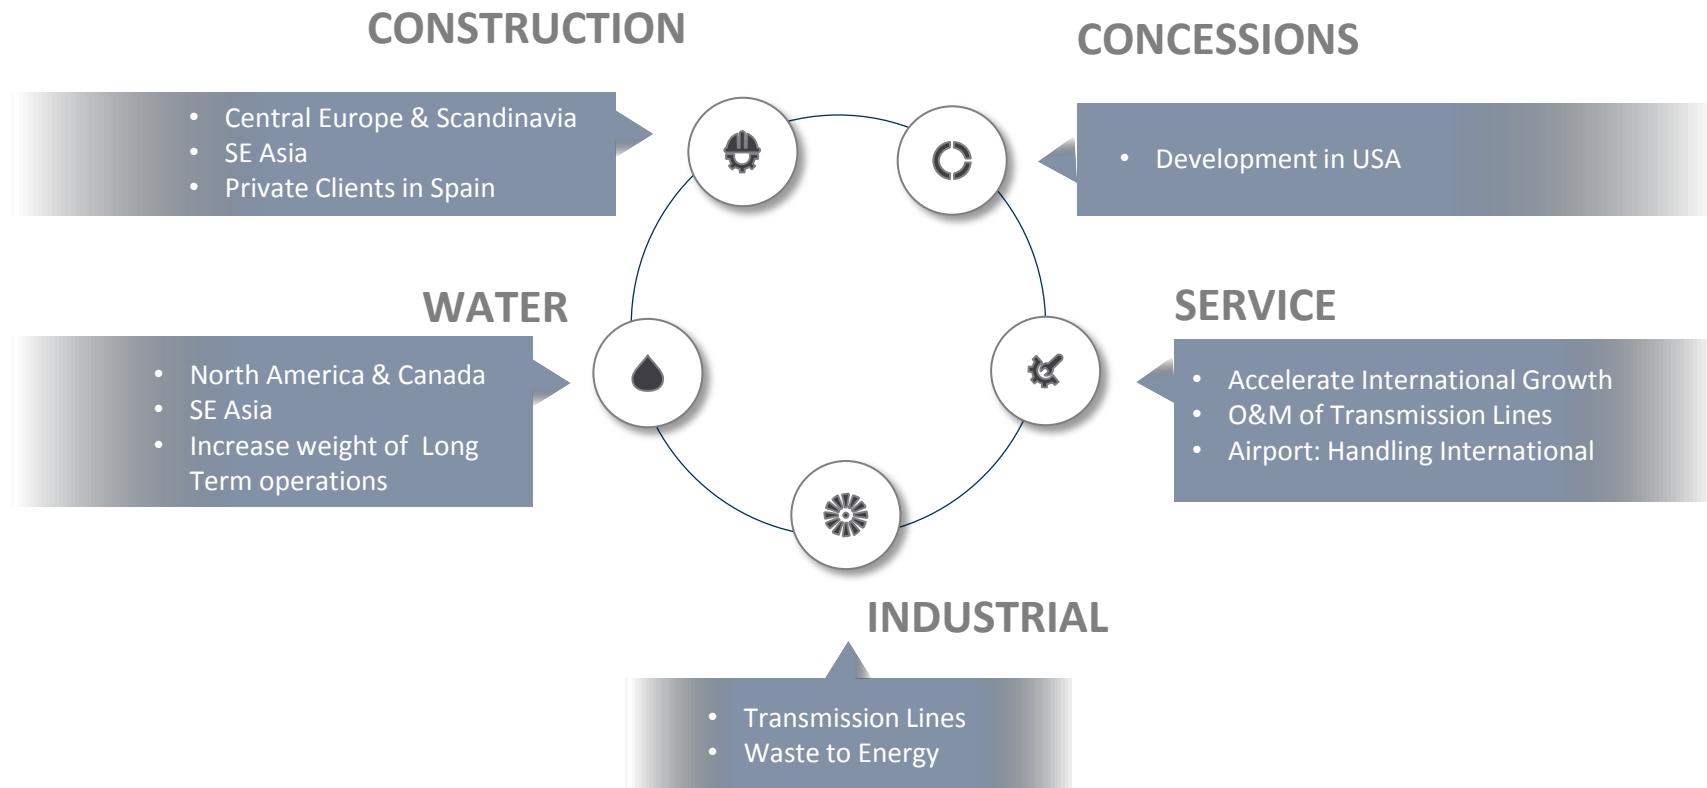 CONSTRUCTION
• Central Europe & Scandinavia
• SE Asia
• Private Clients in Spain
CONCESSIONS
• Development in USA
WATER
• North America & Canada
• SE Asia
• Increase weight of Long
Term operations
SERVICE
• Accelerate International Growth
• O&M of Transmission Lines
• Airport: Handling International
INDUSTRIAL
• Transmission Lines
• Waste to Energy